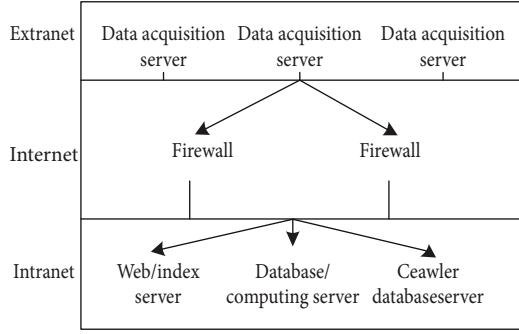 Extranet
Data acquisition
server
Data acquisition
server
Data acquisition
server
Internet
Firewall
Firewall
Intranet
Web/index
server
Database/
computing server
Ceawler
databaseserver